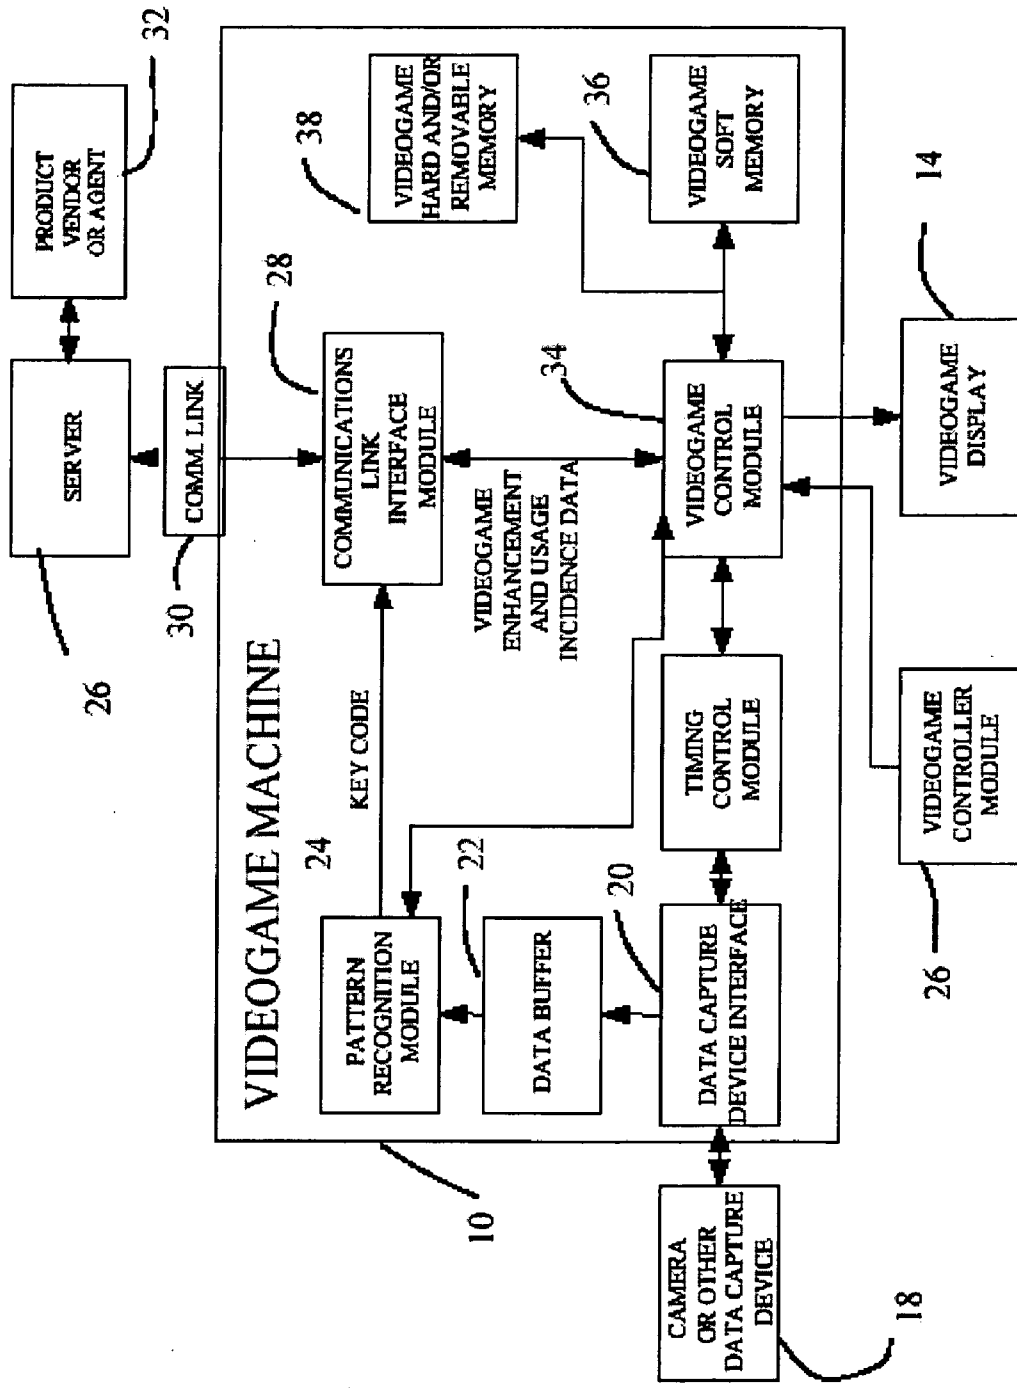 32
PRODUCT
VENDOR
OR AGENT
SERVER
26
COMM. LINK
30
VIDEOGAME MACHINE
38
VIDEOGAME
HARD AND/OR
REMOVABLE
MEMORY
28
COMMUNICATIONS
LINK
INTERFACE
MODULE
KEY CODE
24
PATTERN
RECOGNITION
MODULE
VIDEOGAME
ENHANCEMENT
AND USAGE
INCIDENCE DATA
36
VIDEOGAME
SOFT
MEMORY
34
VIDEOGAME
CONTROL
MODULE
22
DATA BUFFER
TIMING
CONTROL
MODULE
20
DATA CAPTURE
DEVICE INTERFACE
10
CAMERA
OR OTHER
DATA CAPTURE
DEVICE
18
14
VIDEOGAME
DISPLAY
VIDEOGAME
CONTROLLER
MODULE
26